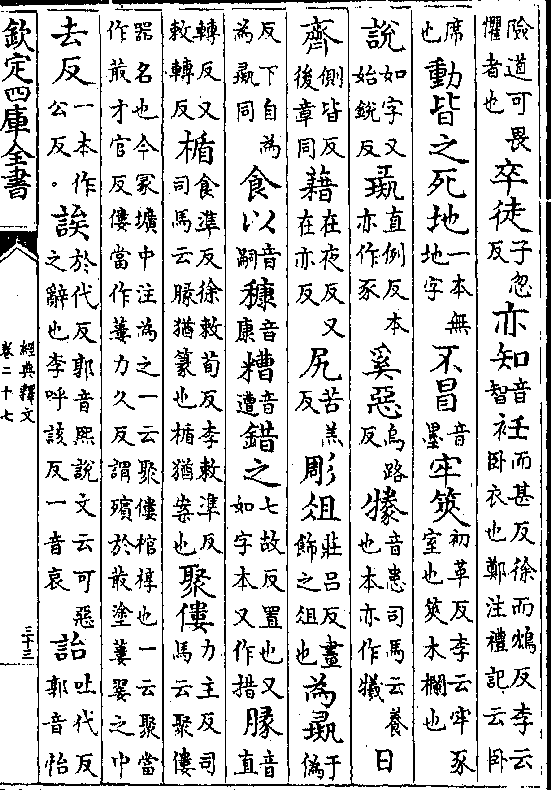 險道可畏懼者也卒徒子忽反亦知音智衽而甚反徐而鴆反李云卧衣也鄭注禮記云卧
席也動皆之死地一本無地字不冒音墨牢筴初革反李云牢豕室也筴木欄也
說如字又始銳反彘直例反本亦作豕奚惡烏路反㹖音患司馬云養也本亦作犧日
齊側皆反後章同藉在夜反又在亦反尻苦羔反彫俎莊呂反畫飾之俎也為彘于偽
反下自為為彘同食以音嗣穅音康糟音遭錯之七故反置也又如字本又作措腞音直
轉反又敕轉反楯食準反徐敕荀反李敕準反司馬云腞猶篆也楯猶案也聚僂力主反司馬云聚僂
器名也今冢壙中注為之一云聚僂棺椁也一云聚當作菆才官反僂當作蔞力久反謂殯於菆塗蔞翣之中
去反一本作公反。誒於代反郭音熙說文云可惡之辭也李呼該反一音哀詒吐代反郭音怡
欽定四庫全書
經典釋文
卷二十七
三十三